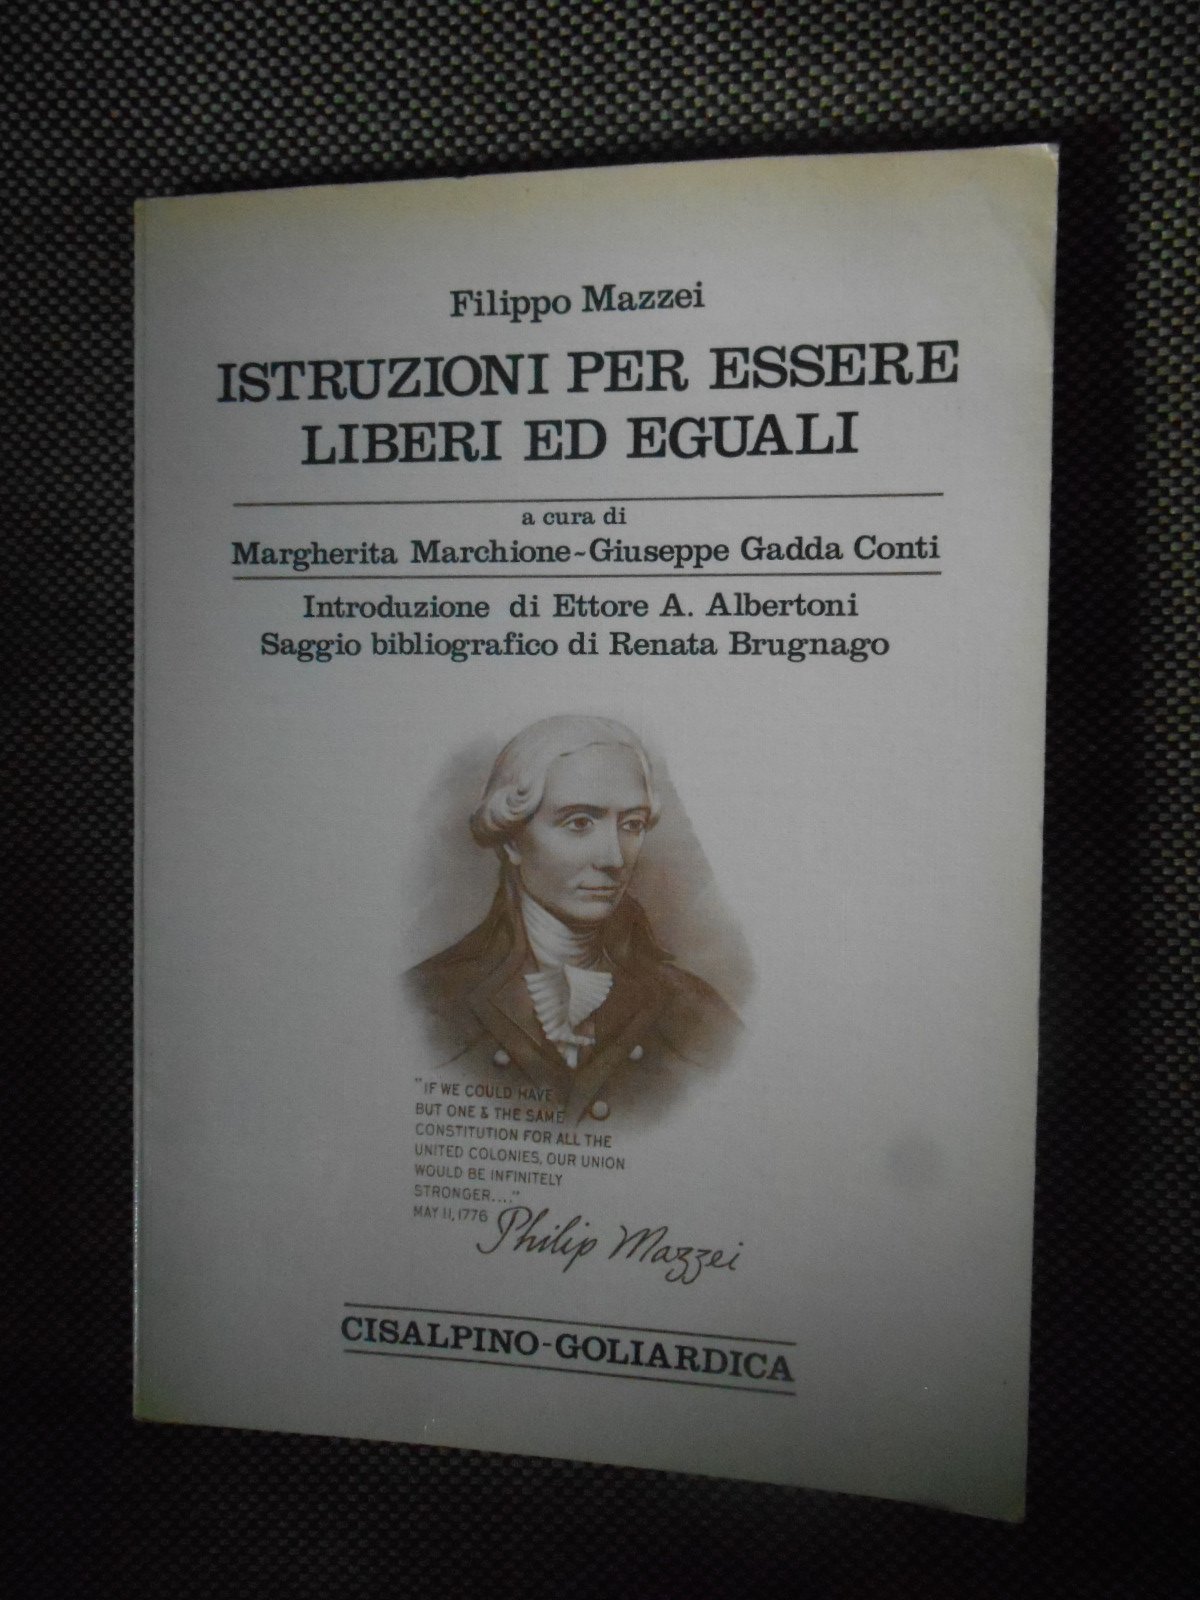 Filippo Mazzei
ISTRUZIONI PER ESSERE
LIBERI ED EGUALI
a cura di
Margherita Marchione-Giuseppe Gadda Conti
Introduzione di Ettore A. Albertoni
Saggio bibliografico di Renata Brugnago
"IF WE COULD HAVE
BUT ONE & THE SAME
CONSTITUTION FOR ALL THE
UNITED COLONIES, OUR UNION
WOULD BE INFINITELY
STRONGER...."
MAY 11, 1776
Philip Mazzei
CISALPINO-GOLIARDICA